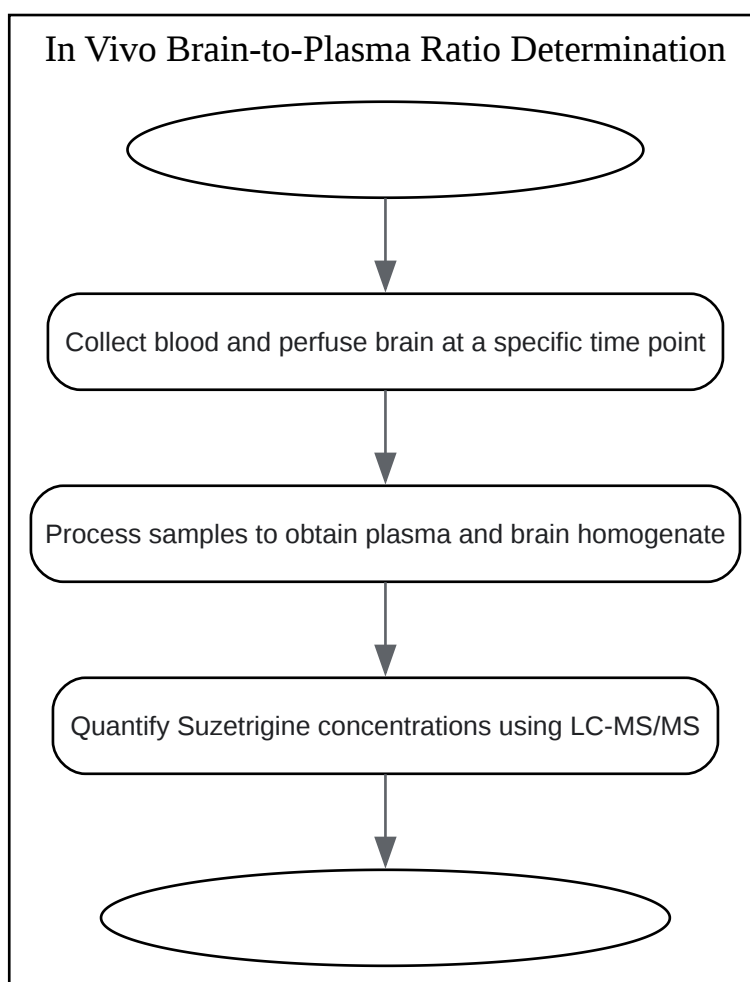 In Vivo Brain-to-Plasma Ratio Determination
Collect blood and perfuse brain at a specific time point
Process samples to obtain plasma and brain homogenate
Quantify Suzetrigine concentrations using LC-MS/MS